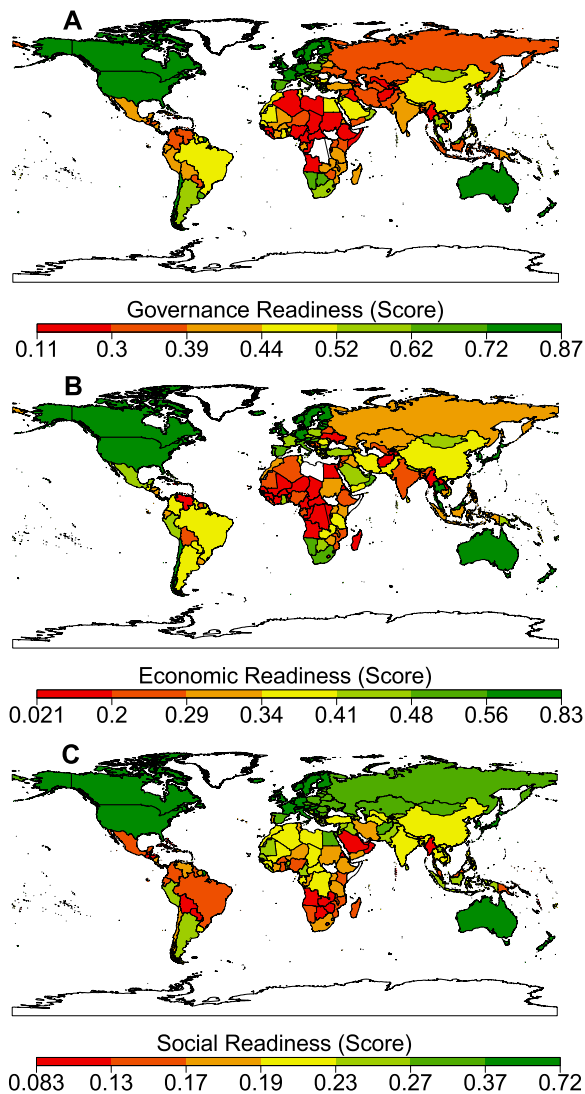 A
Governance Readiness (Score)
0.11 0.3 0.39 0.44 0.52 0.62 0.72 0.87
B
Economic Readiness (Score)
0.021 0.2 0.29 0.34 0.41 0.48 0.56 0.83
C
Social Readiness (Score)
0.083 0.13 0.17 0.19 0.23 0.27 0.37 0.72